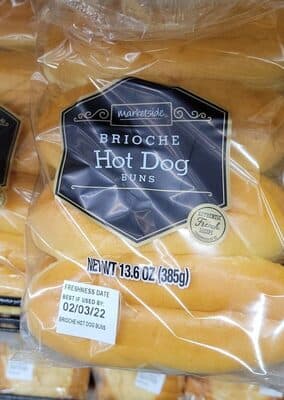 marketside
BRIOCHE
Hot Dog
BUNS
AUTHENTIC
French
RECIPE
NET WT 13.6 OZ (385g)
FRESHNESS DATE
BEST IF USED BY:
02/03/22
BRIOCHE HOT DOG BUNS